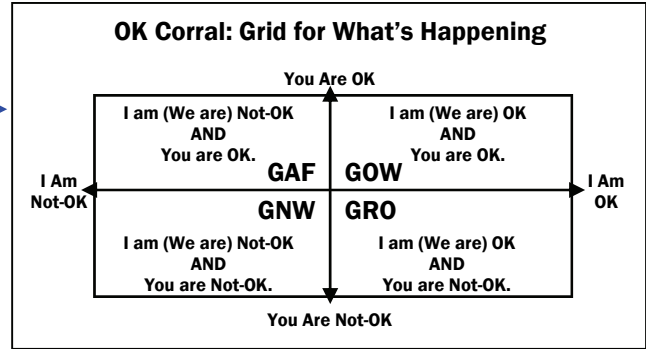 OK Corral: Grid for What's Happening
You Are OK
I am (We are) Not-OK
AND
You are OK.
GAF
I am (We are) OK
AND
You are OK.
GOW
I Am
Not-OK
I Am
OK
GNW
I am (We are) Not-OK
AND
You are Not-OK.
GRO
I am (We are) OK
AND
You are Not-OK.
You Are Not-OK